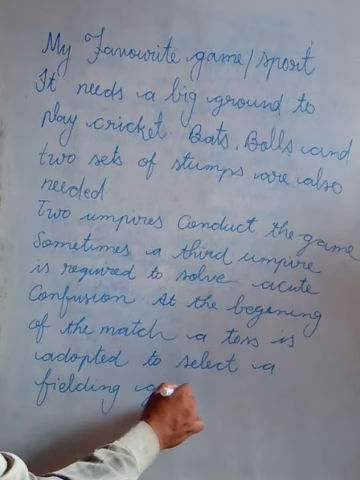 My Favourite game/sport
It needs a big ground to
play cricket Bats, Balls and
two sets of stumps are also
needed
Two umpires Conduct the game
Sometimes a third umpire
is required to solve acute
Confusion At the begening
of the match a toss is
adopted to select a
fielding